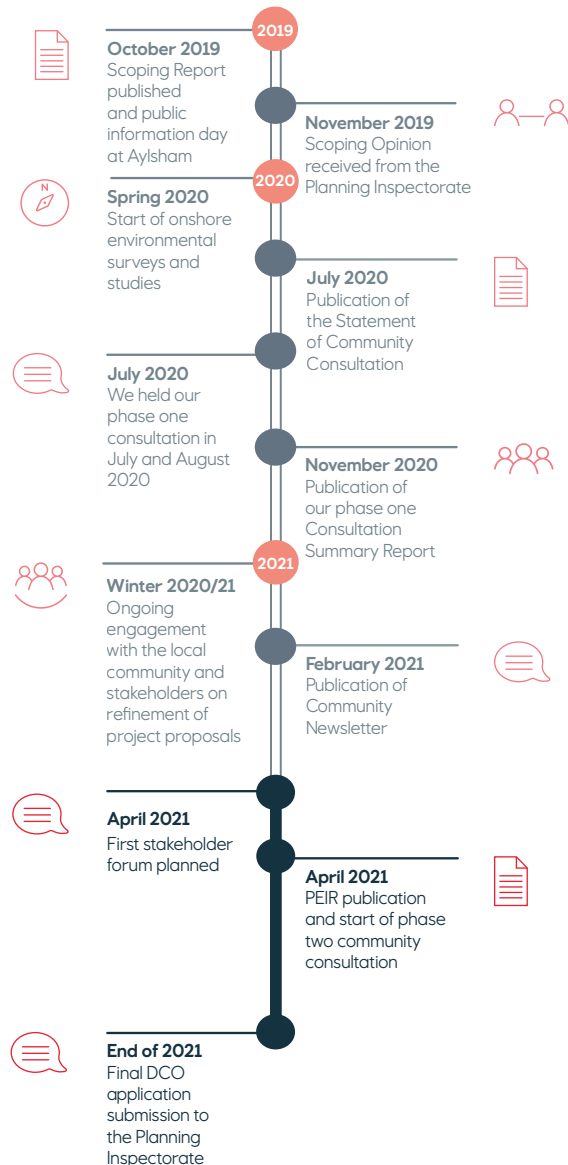 2019
October 2019
Scoping Report
published
and public
information day
at Aylsham
November 2019
Scoping Opinion
received from the
Planning Inspectorate
2020
Spring 2020
Start of onshore
environmental
surveys and
studies
N
July 2020
Publication of
the Statement
of Community
Consultation
July 2020
We held our
phase one
consultation in
July and August
2020
November 2020
Publication of
our phase one
Consultation
Summary Report
2021
Winter 2020/21
Ongoing
engagement
with the local
community and
stakeholders on
refinement of
project proposals
February 2021
Publication of
Community
Newsletter
April 2021
First stakeholder
forum planned
April 2021
PEIR publication
and start of phase
two community
consultation
End of 2021
Final DCO
application
submission to
the Planning
Inspectorate